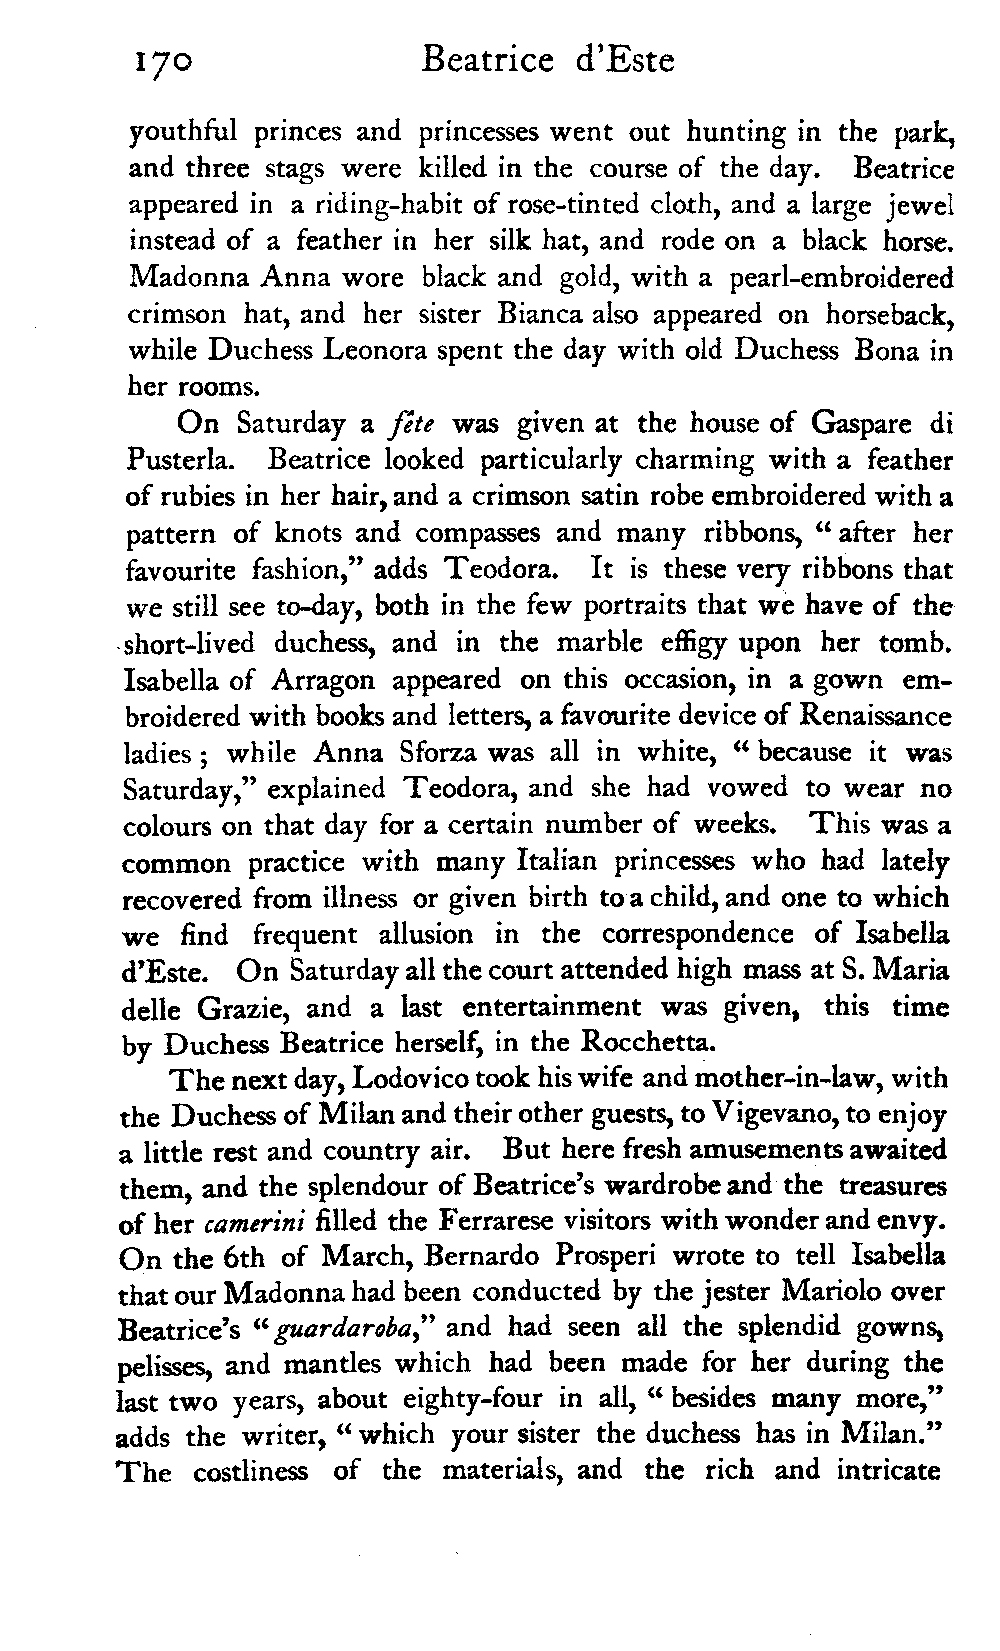 170 Beatrice d'Este
youthful princes and princesses went out hunting in the park,
and three stags were killed in the course of the day. Beatrice
appeared in a riding-habit of rose-tinted cloth, and a large jewel
instead of a feather in her silk hat, and rode on a black horse.
Madonna Anna wore black and gold, with a pearl-embroidered
crimson hat, and her sister Bianca also appeared on horseback,
while Duchess Leonora spent the day with old Duchess Bona in
her rooms.
On Saturday a fête was given at the house of Gaspare di
Pusterla. Beatrice looked particularly charming with a feather
of rubies in her hair, and a crimson satin robe embroidered with a
pattern of knots and compasses and many ribbons, “ after her
favourite fashion,” adds Teodora. It is these very ribbons that
we still see to-day, both in the few portraits that we have of the
short-lived duchess, and in the marble effigy upon her tomb.
Isabella of Arragon appeared on this occasion, in a gown em-
broidered with books and letters, a favourite device of Renaissance
ladies ; while Anna Sforza was all in white, “ because it was
Saturday,” explained Teodora, and she had vowed to wear no
colours on that day for a certain number of weeks. This was a
common practice with many Italian princesses who had lately
recovered from illness or given birth to a child, and one to which
we find frequent allusion in the correspondence of Isabella
d'Este. On Saturday all the court attended high mass at S. Maria
delle Grazie, and a last entertainment was given, this time
by Duchess Beatrice herself, in the Rocchetta.
The next day, Lodovico took his wife and mother-in-law, with
the Duchess of Milan and their other guests, to Vigevano, to enjoy
a little rest and country air. But here fresh amusements awaited
them, and the splendour of Beatrice's wardrobe and the treasures
of her camerini filled the Ferrarese visitors with wonder and envy.
On the 6th of March, Bernardo Prosperi wrote to tell Isabella
that our Madonna had been conducted by the jester Mariolo over
Beatrice's “guardaroba,” and had seen all the splendid gowns,
pelisses, and mantles which had been made for her during the
last two years, about eighty-four in all, “ besides many more,”
adds the writer, “ which your sister the duchess has in Milan.”
The costliness of the materials, and the rich and intricate